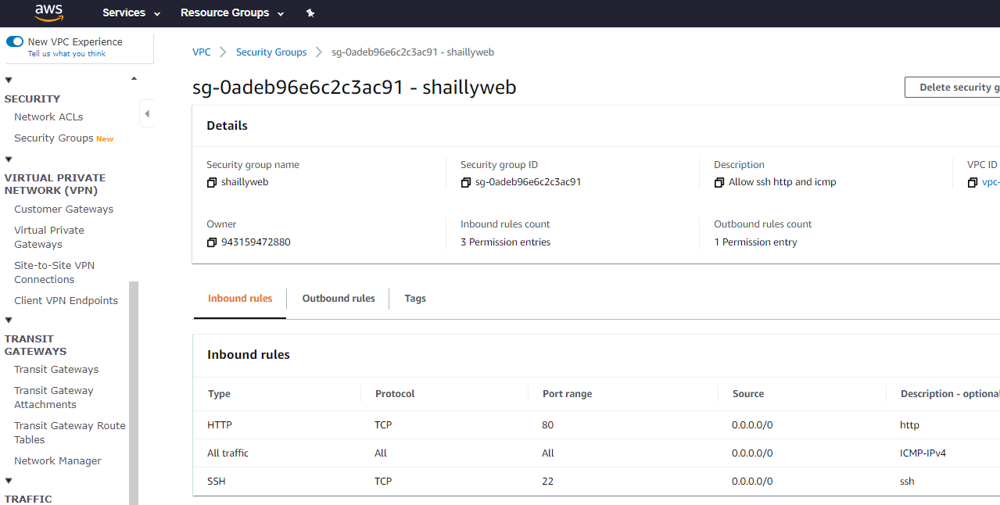 aws Services Resource Groups
New VPC Experience
Tell us what you think
SECURITY
Network ACLs
Security Groups New
VIRTUAL PRIVATE
NETWORK (VPN)
Customer Gateways
Virtual Private
Gateways
Site-to-Site VPN
Connections
Client VPN Endpoints
TRANSIT
GATEWAYS
Transit Gateways
Transit Gateway
Attachments
Transit Gateway Route
Tables
Network Manager
TRAFFIC
VPC > Security Groups > sg-0adeb96e6c2c3ac91 - shaillyweb
sg-0adeb96e6c2c3ac91 - shaillyweb
Delete security g
Details
Security group name
shaillyweb
Security group ID
sg-0adeb96e6c2c3ac91
Description
Allow ssh http and icmp
VPC ID
vpc-
Owner
943159472880
Inbound rules count
3 Permission entries
Outbound rules count
1 Permission entry
Inbound rules Outbound rules Tags
Inbound rules
Type Protocol Port range Source Description - optional
HTTP TCP 80 0.0.0.0/0 http
All traffic All All 0.0.0.0/0 ICMP-IPv4
SSH TCP 22 0.0.0.0/0 ssh